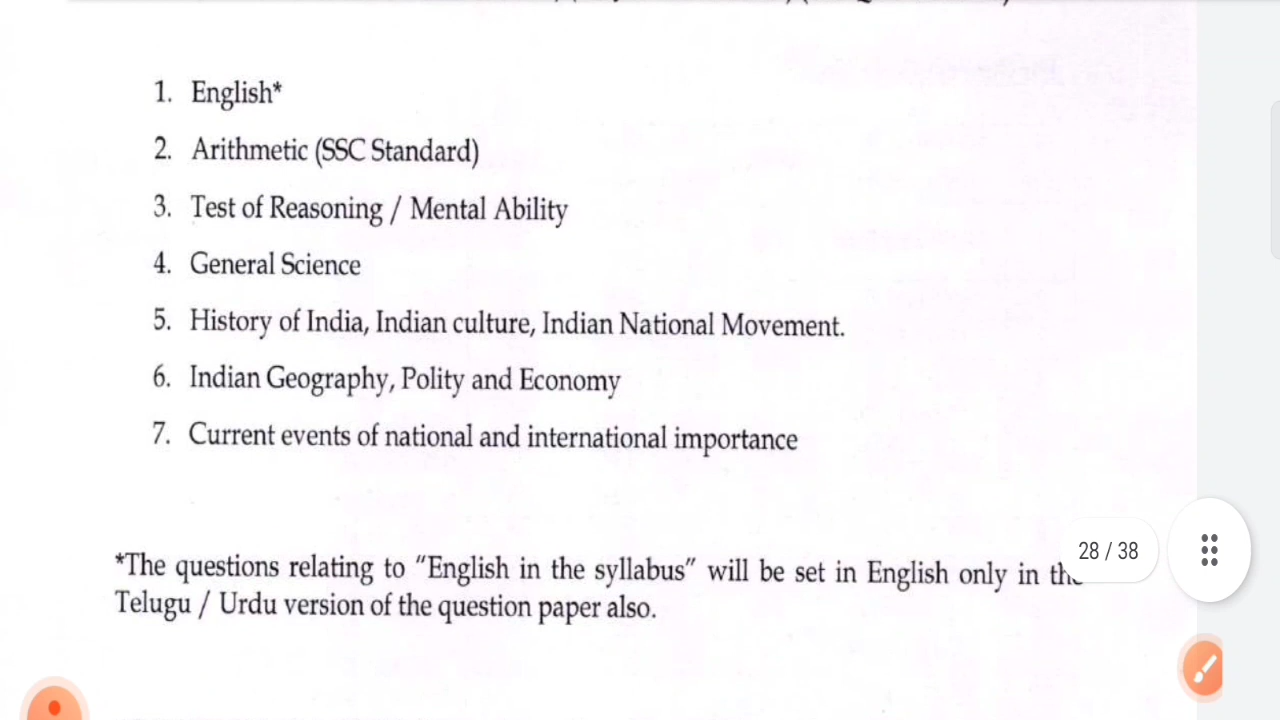 1. English*
2. Arithmetic (SSC Standard)
3. Test of Reasoning / Mental Ability
4. General Science
5. History of India, Indian culture, Indian National Movement.
6. Indian Geography, Polity and Economy
7. Current events of national and international importance
28 / 38
*The questions relating to "English in the syllabus" will be set in English only in the
Telugu / Urdu version of the question paper also.